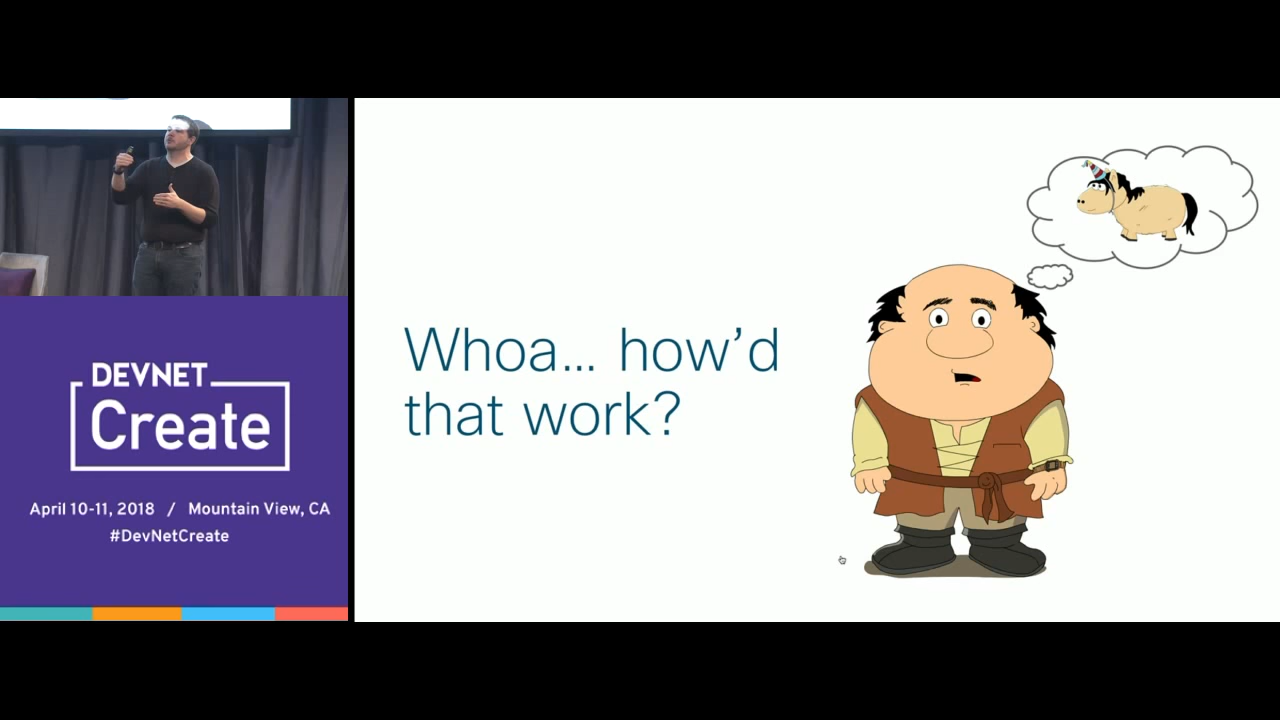 DEVNET
Create
April 10-11, 2018 / Mountain View, CA
#DevNetCreate
Whoa... how’d
that work?